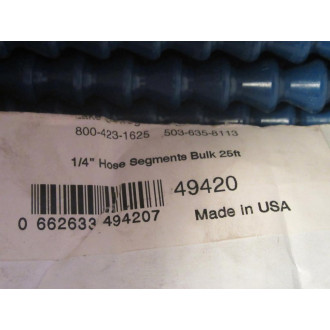 800-423-1625 503-635-8113
1/4" Hose Segments Bulk 25ft
49420
0 662633 494207
Made in USA